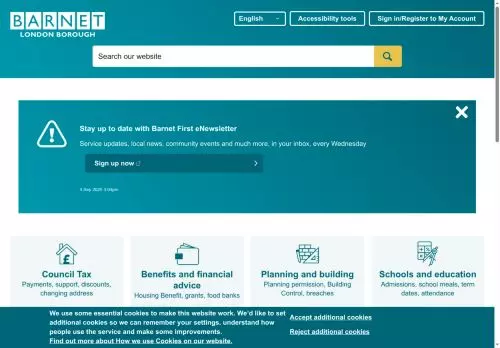 BARNET
LONDON BOROUGH
English
Accessibility tools
Sign in/Register to My Account
Search our website
Stay up to date with Barnet First eNewsletter
Service updates, local news, community events and much more, in your inbox, every Wednesday
Sign up now
Council Tax
Payments, support, discounts,
changing address
Benefits and financial
advice
Housing Benefit, grants, food banks
Planning and building
Planning permission, Building
Control, breaches
Schools and education
Admissions, school meals, term
dates, attendance
We use some essential cookies to make this website work. We'd like to set
additional cookies so we can remember your settings, understand how
people use the service and make some improvements.
Find out more about How we use Cookies on our website.
Accept additional cookies
Reject additional cookies